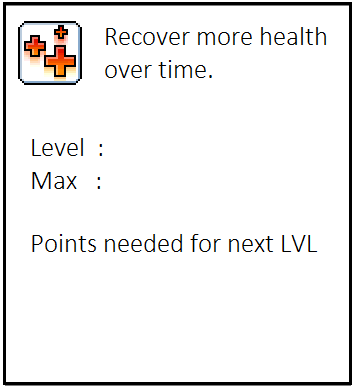 Recover more health
over time.
Level :
Max :
Points needed for next LVL